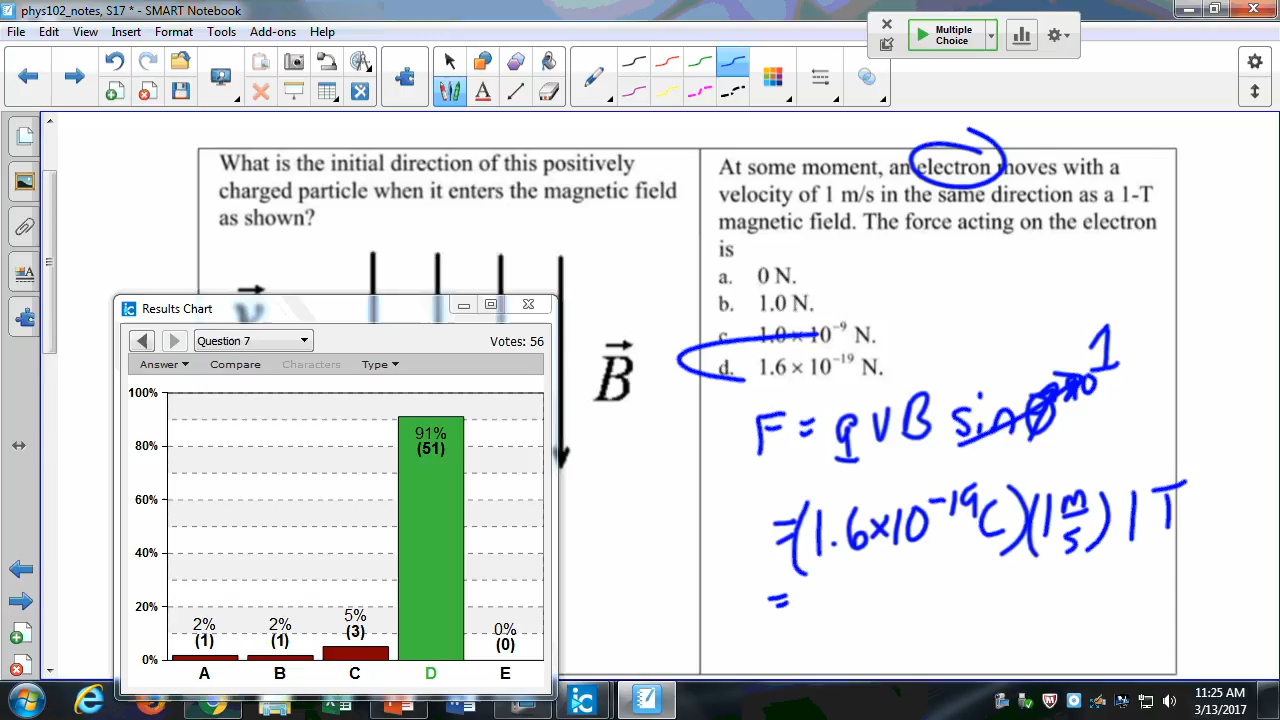 phys102_notes, S17 * - SMART Notebook
File Edit View Insert Format Tools Add-ons Help
Multiple
Choice
What is the initial direction of this positively
charged particle when it enters the magnetic field
as shown?
v
B
At some moment, an electron moves with a
velocity of 1 m/s in the same direction as a 1-T
magnetic field. The force acting on the electron
is
a. 0 N.
b. 1.0 N.
c. 1.0 × 10⁻⁹ N.
d. 1.6 × 10⁻¹⁹ N.
F = qvB sin 1
=(1.6×10⁻¹⁹C)(1 m/s) 1 T
=
Results Chart
Question 7
Votes: 56
Answer Compare Characters Type
100%
80%
60%
40%
20%
0%
2%
(1)
2%
(1)
5%
(3)
91%
(51)
0%
(0)
A B C D E
11:25 AM
3/13/2017